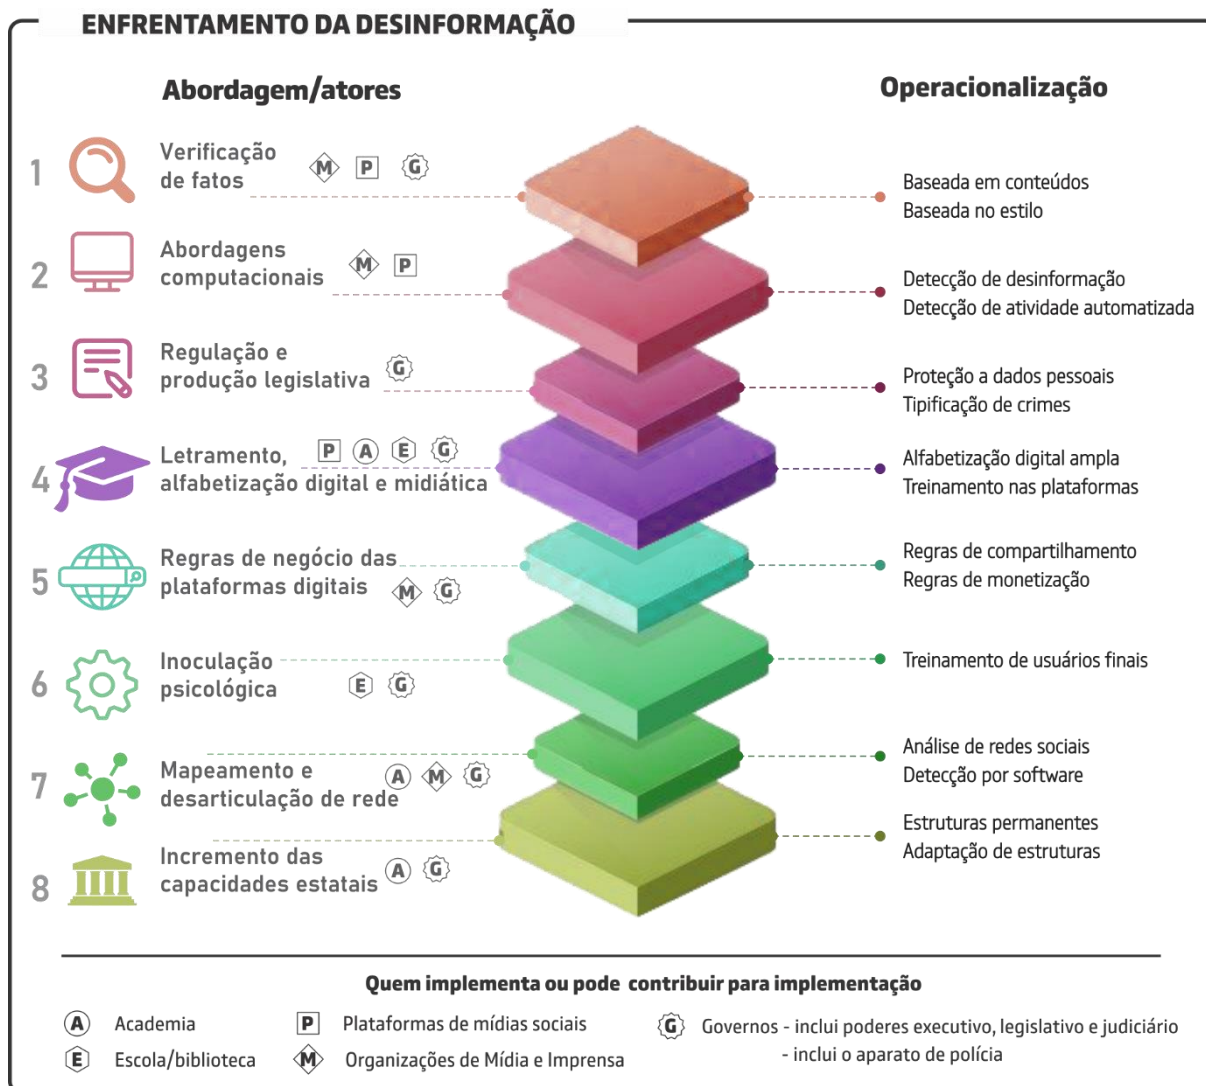 ENFRENTAMENTO DA DESINFORMAÇÃO
Abordagem/atores
Operacionalização
1
Verificação
de fatos
M P G
Baseada em conteúdos
Baseada no estilo
2
Abordagens
computacionais
M P
Detecção de desinformação
Detecção de atividade automatizada
3
Regulação e
produção legislativa
G
Proteção a dados pessoais
Tipificação de crimes
4
Letramento,
alfabetização digital e midiática
P A E G
Alfabetização digital ampla
Treinamento nas plataformas
5
Regras de negócio das
plataformas digitais
M G
Regras de compartilhamento
Regras de monetização
6
Inoculação
psicológica
E G
Treinamento de usuários finais
7
Mapeamento e
desarticulação de rede
A M G
Análise de redes sociais
Detecção por software
8
Incremento das
capacidades estatais
A G
Estruturas permanentes
Adaptação de estruturas
Quem implementa ou pode contribuir para implementação
A Academia
E Escola/biblioteca
P Plataformas de mídias sociais
M Organizações de Mídia e Imprensa
G Governos - inclui poderes executivo, legislativo e judiciário
- inclui o aparato de polícia